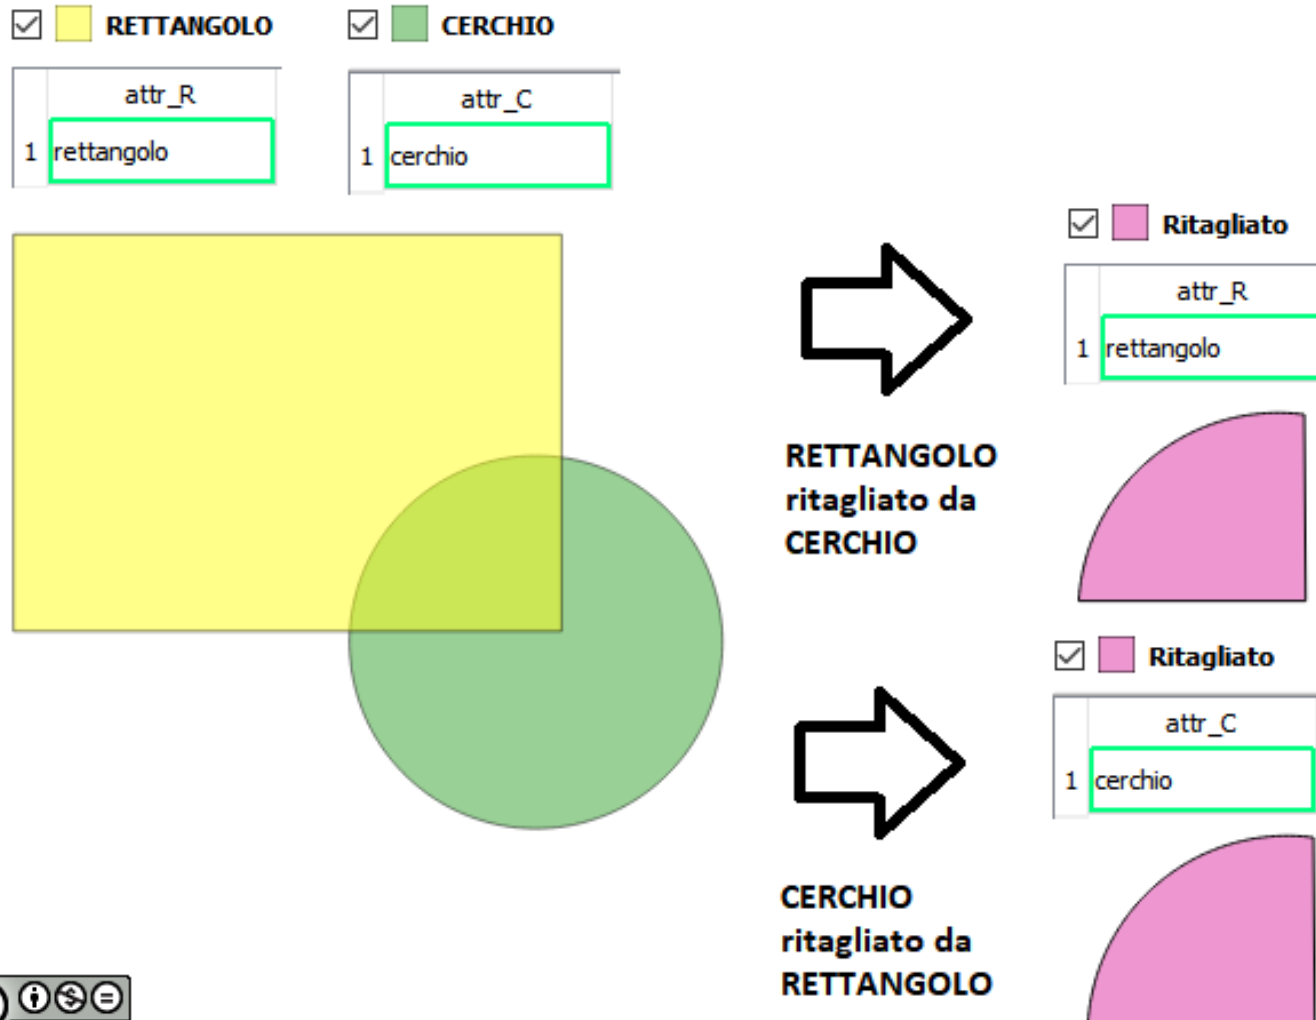 RETTANGOLO
attr_R
1 rettangolo
CERCHIO
attr_C
1 cerchio
RETTANGOLO
ritagliato da
CERCHIO
Ritagliato
attr_R
1 rettangolo
CERCHIO
ritagliato da
RETTANGOLO
Ritagliato
attr_C
1 cerchio